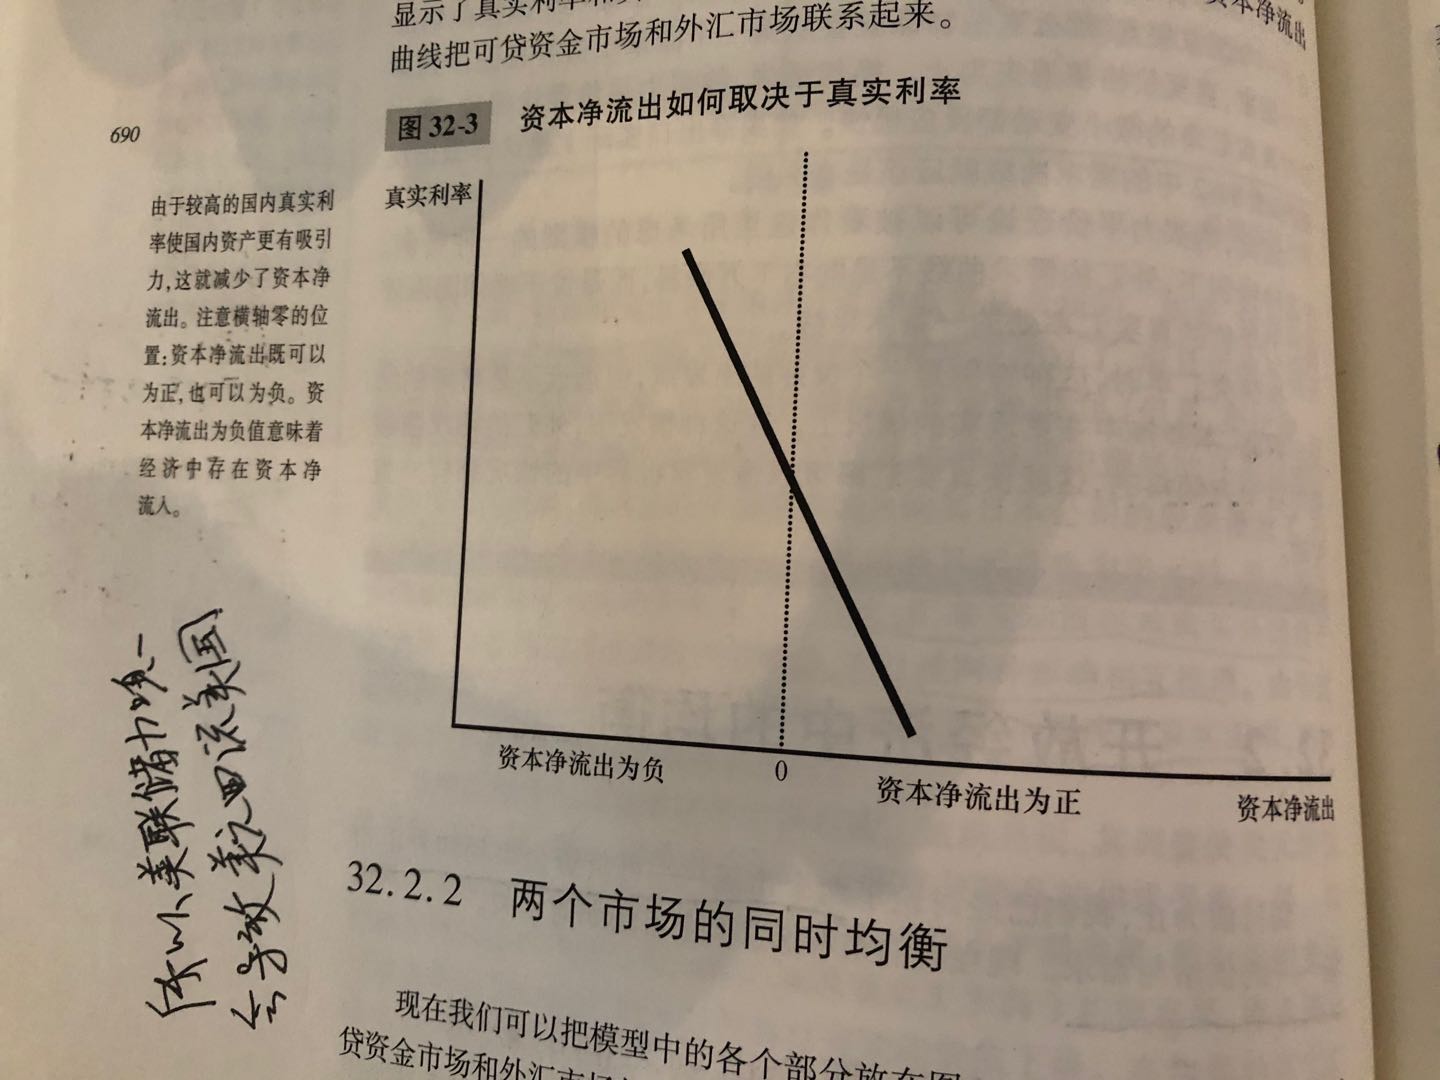 显示了真实利率和
资本净流出
曲线把可贷资金市场和外汇市场联系起来。
图 32-3 资本净流出如何取决于真实利率
690
由于较高的国内真实利
率使国内资产更有吸引
力,这就减少了资本净
流出。注意横轴零的位
置:资本净流出既可以
为正,也可以为负。资
本净流出为负值意味着
经济中存在资本净
流入。
真实利率
资本净流出为负
0
资本净流出为正
资本净流出
所以,美联储加息一
会导致美元回流美国
32.2.2 两个市场的同时均衡
现在我们可以把模型中的各个部分放在图
贷资金市场和外汇市场